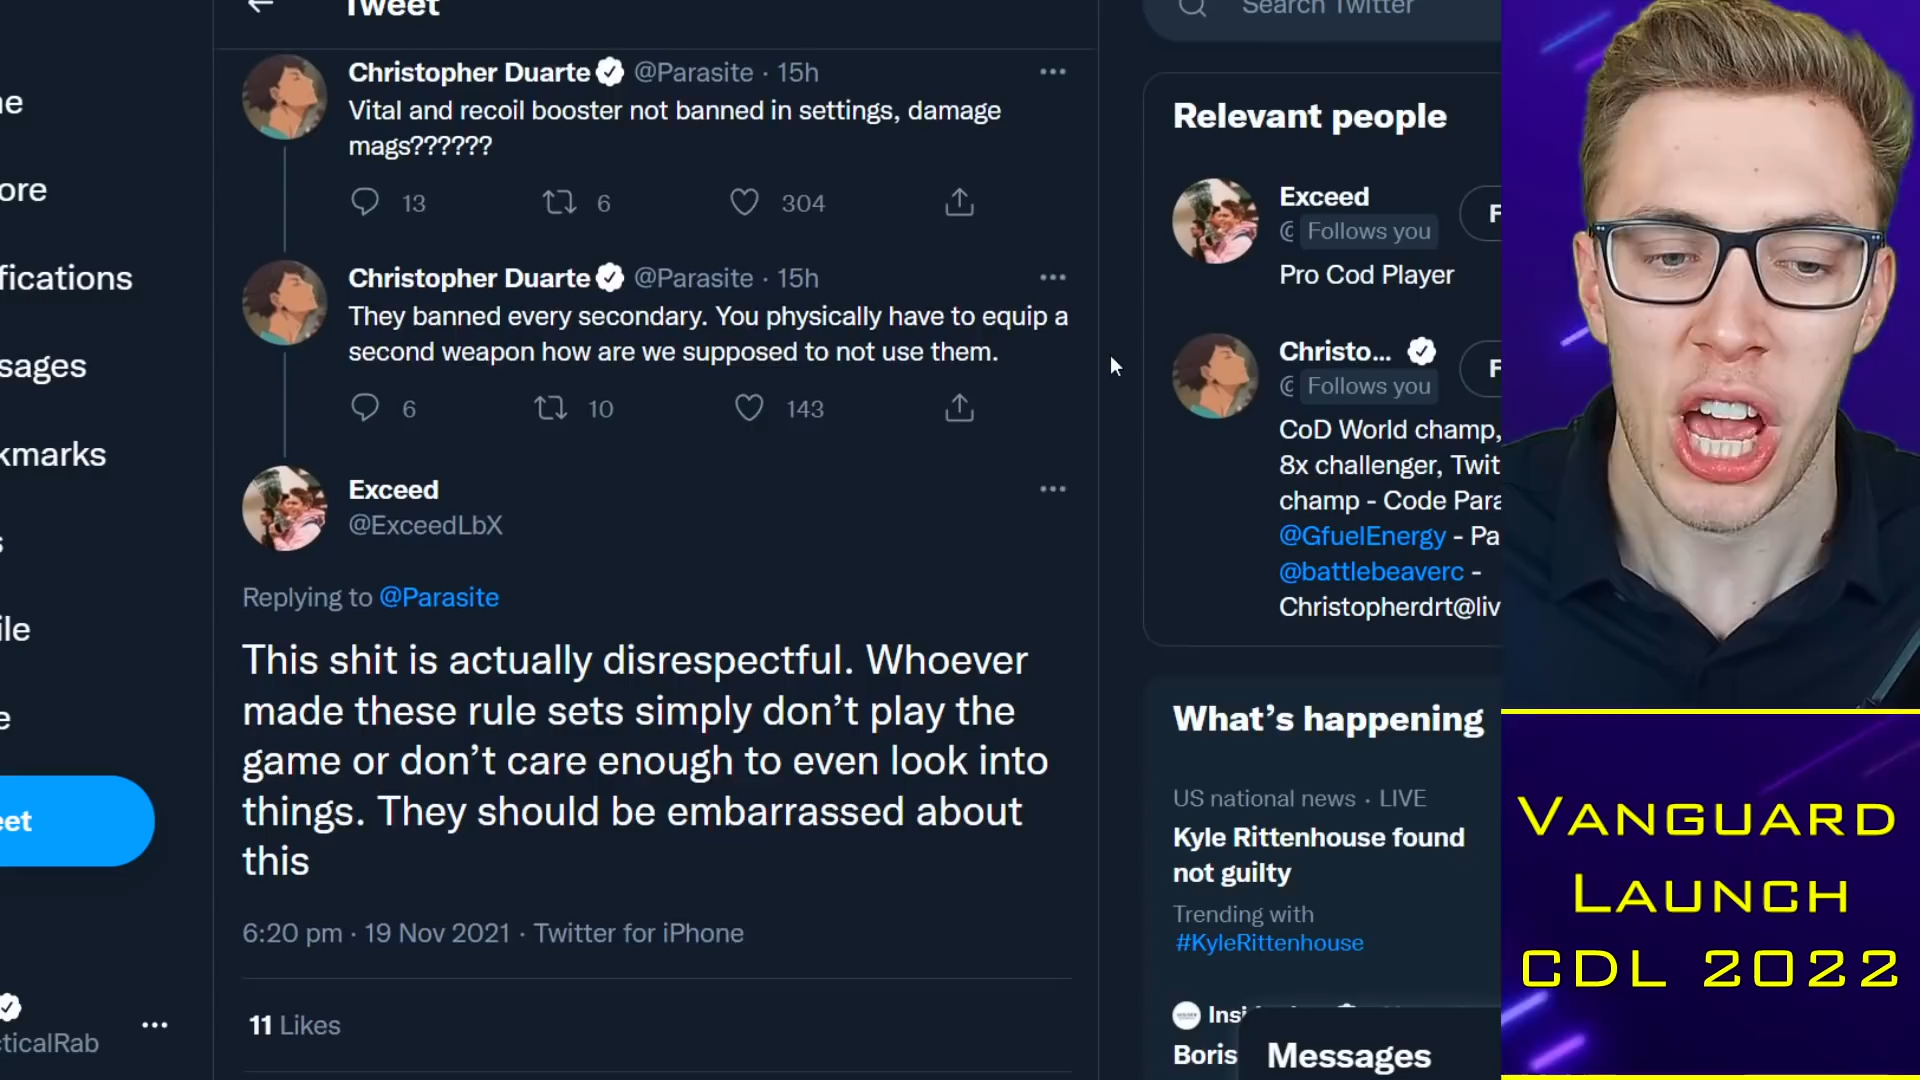 Tweet
Search Twitter
Christopher Duarte @Parasite · 15h
Vital and recoil booster not banned in settings, damage
mags??????
13 6 304
Christopher Duarte @Parasite · 15h
They banned every secondary. You physically have to equip a
second weapon how are we supposed to not use them.
6 10 143
Exceed
@ExceedLbX
Replying to @Parasite
This shit is actually disrespectful. Whoever
made these rule sets simply don't play the
game or don't care enough to even look into
things. They should be embarrassed about
this
6:20 pm · 19 Nov 2021 · Twitter for iPhone
11 Likes
ore
fications
sages
kmarks
ile
eet
cticalRab
Relevant people
Exceed
Follows you
Pro Cod Player
Christo...
Follows you
CoD World champ,
8x challenger, Twit
champ - Code Para
@GfuelEnergy - Pa
@battlebeaverc -
Christopherdrt@liv
What's happening
US national news · LIVE
Kyle Rittenhouse found
not guilty
Trending with
#KyleRittenhouse
Boris
Messages
VANGUARD
LAUNCH
CDL 2022